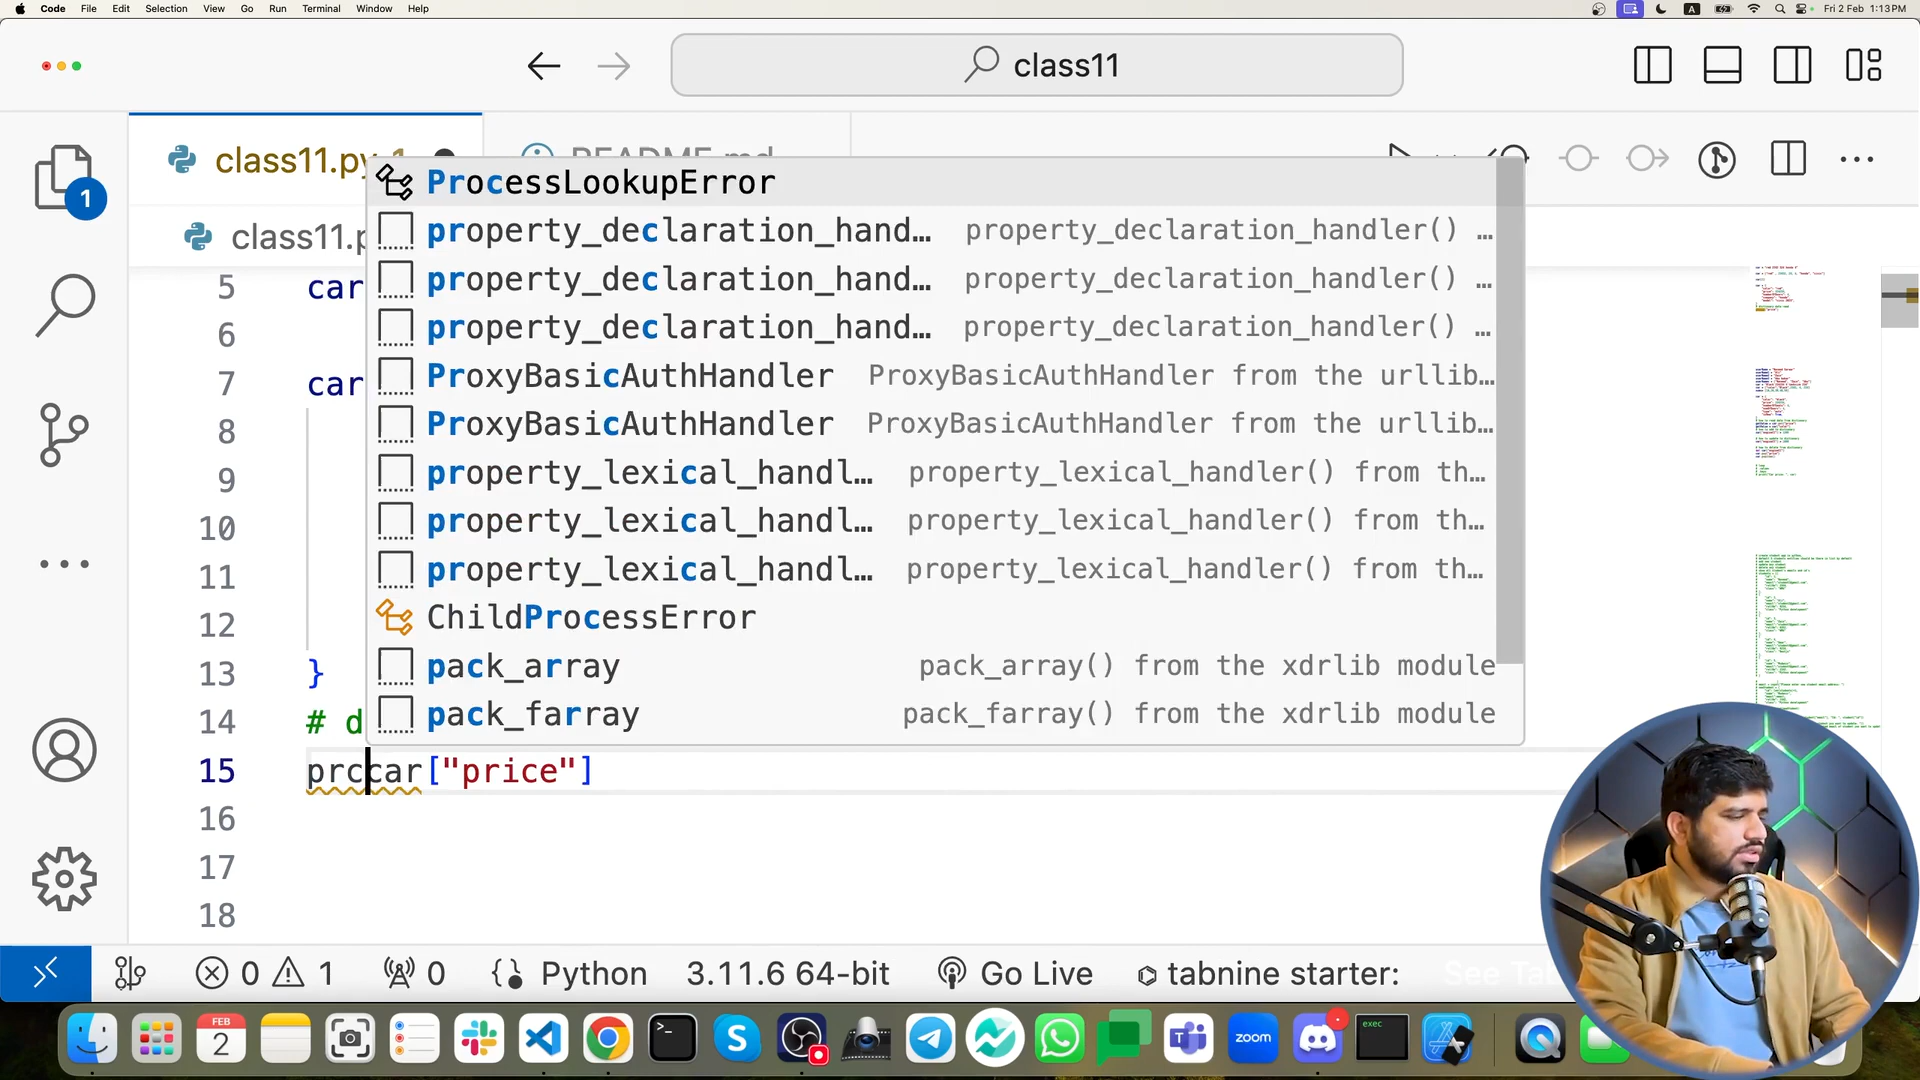 Code File Edit Selection View Go Run Terminal Window Help
A
Fri 2 Feb 1:13PM
class11
class11.py 1
README.md
1
class11.p
ProcessLookupError
property_declaration_hand… property_declaration_handler() …
property_declaration_hand… property_declaration_handler() …
property_declaration_hand… property_declaration_handler() …
ProxyBasicAuthHandler ProxyBasicAuthHandler from the urllib…
ProxyBasicAuthHandler ProxyBasicAuthHandler from the urllib…
property_lexical_handl… property_lexical_handler() from th…
property_lexical_handl… property_lexical_handler() from th…
property_lexical_handl… property_lexical_handler() from th…
ChildProcessError
pack_array pack_array() from the xdrlib module
pack_farray pack_farray() from the xdrlib module
5 car
6
7 car
8
9
10
11
12
13 }
14 # d
15 prccar["price"]
16
17
18
0 1 0 Python 3.11.6 64-bit Go Live tabnine starter: See Tab
FEB
2
zoom
exec